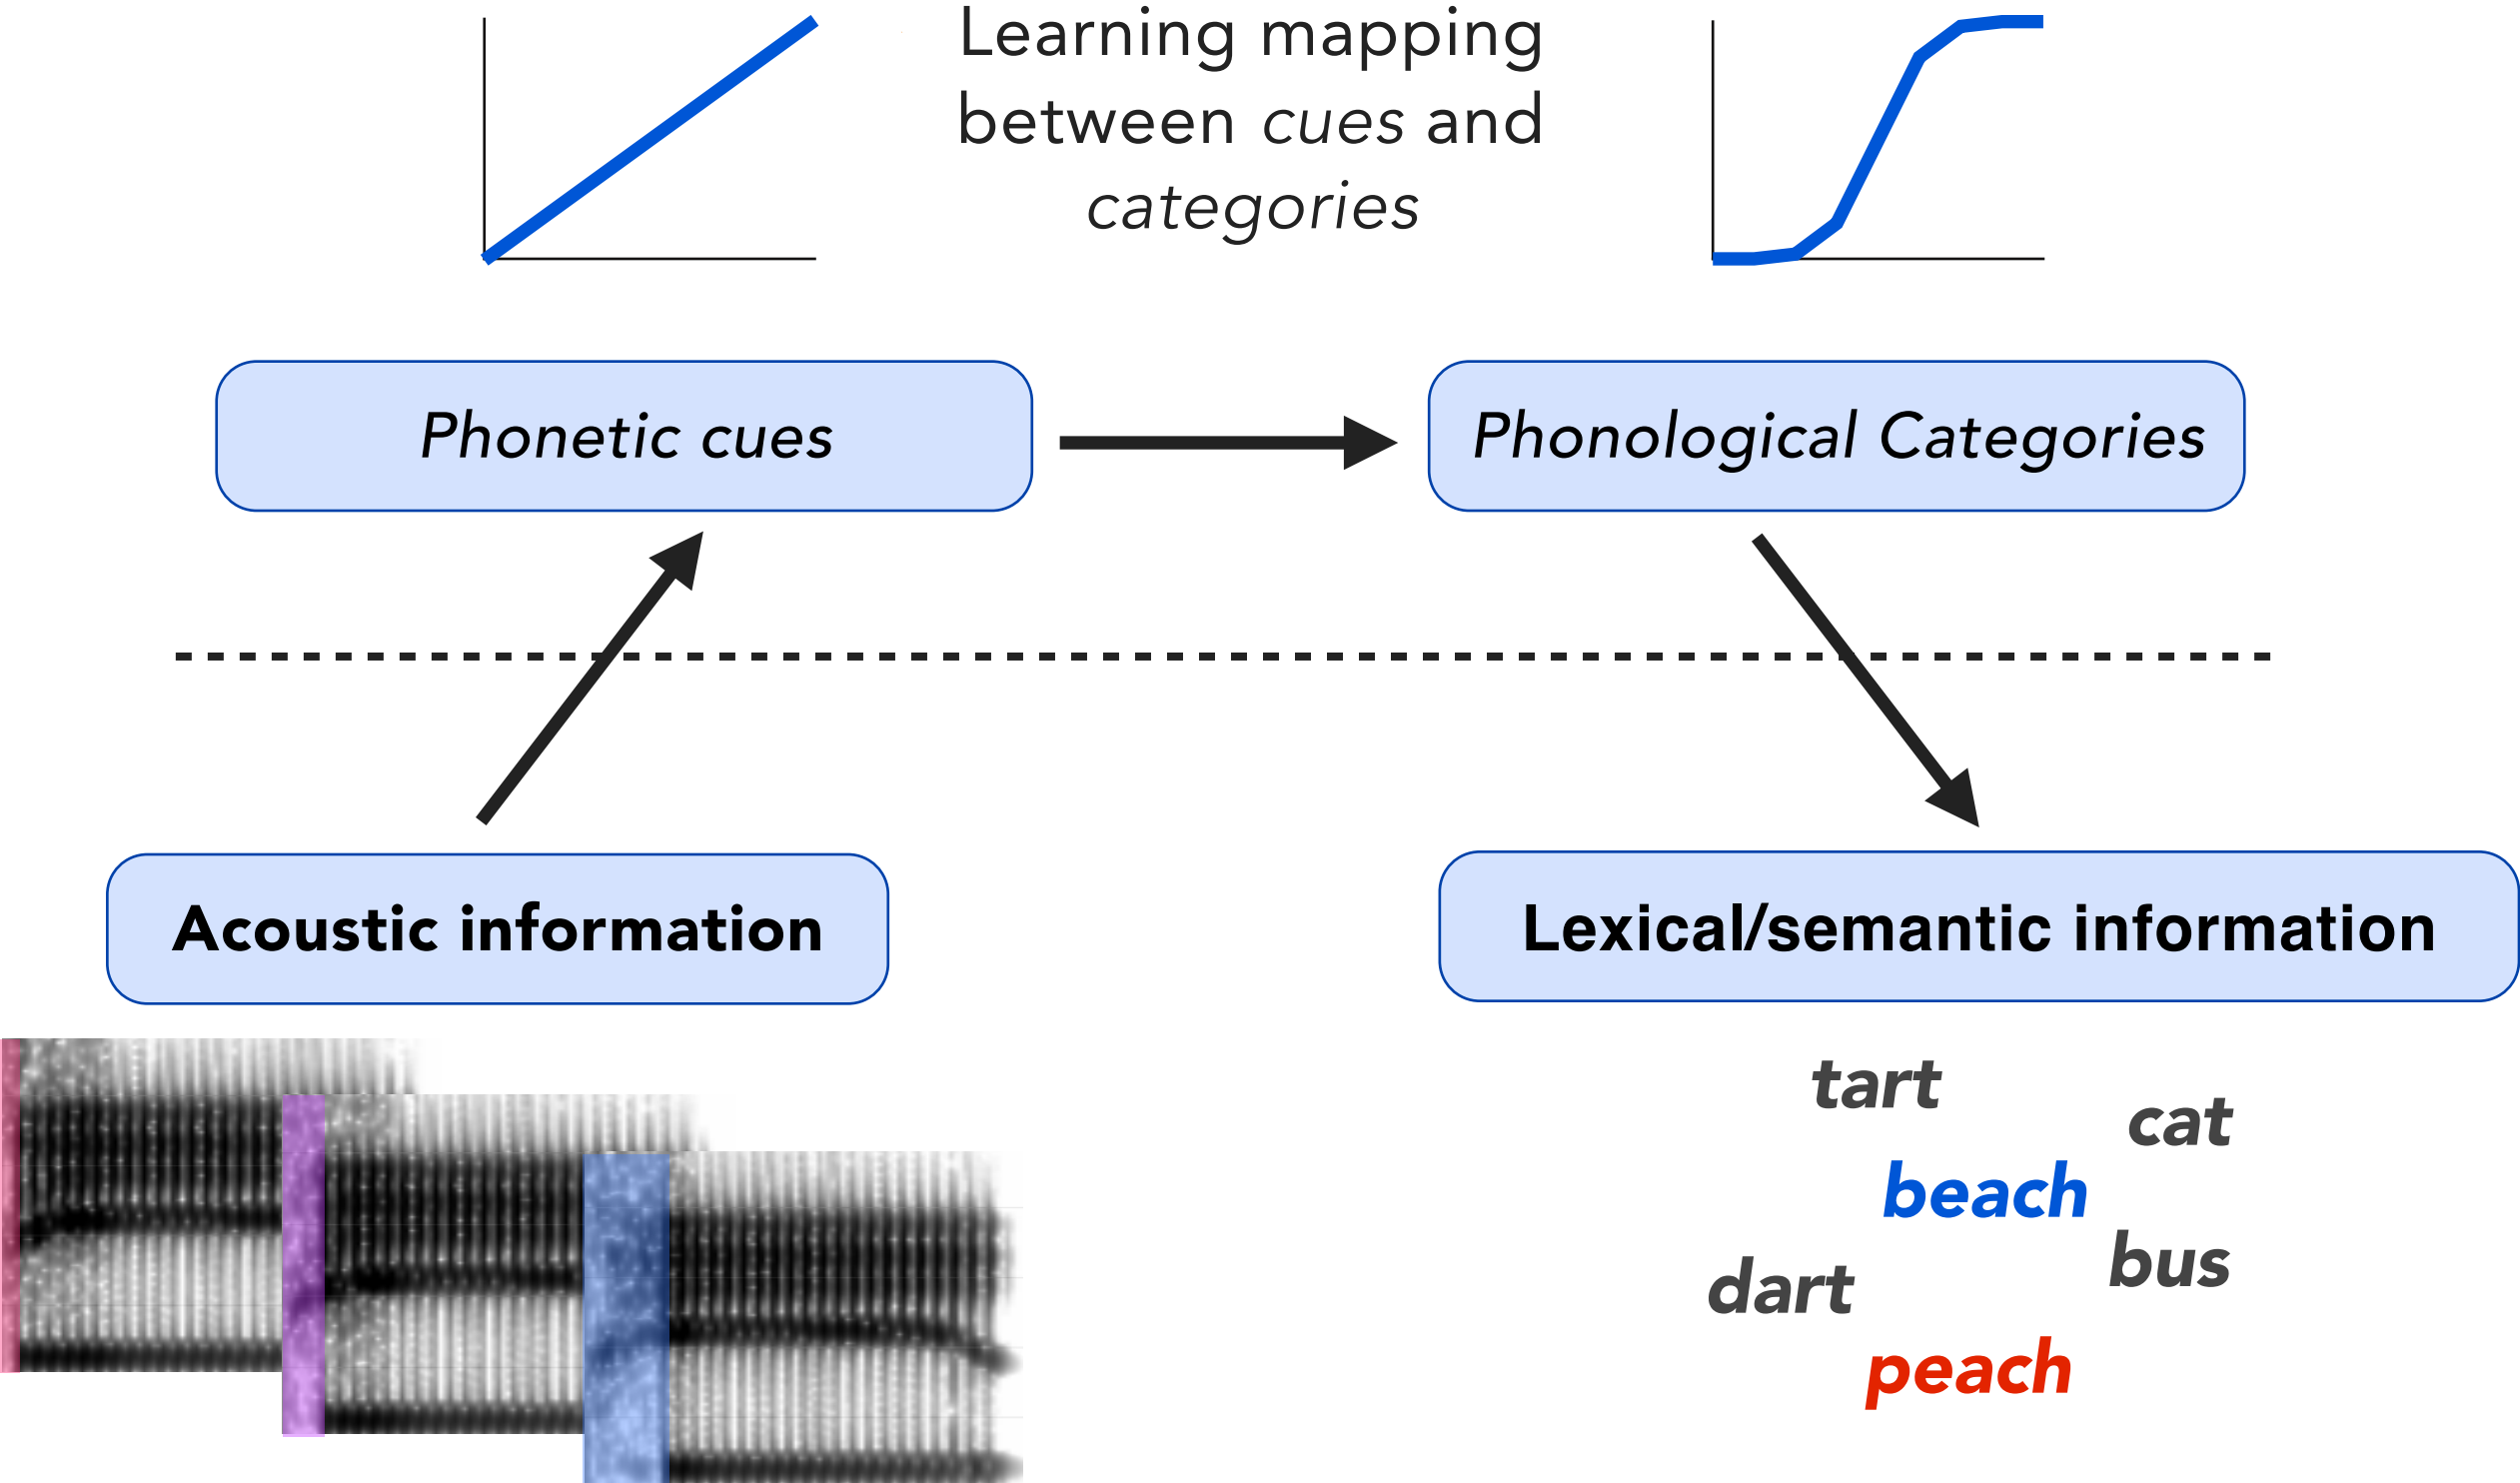 Learning mapping
between cues and
categories
Phonetic cues
Phonological Categories
Acoustic information
Lexical/semantic information
tart
cat
beach
bus
dart
peach